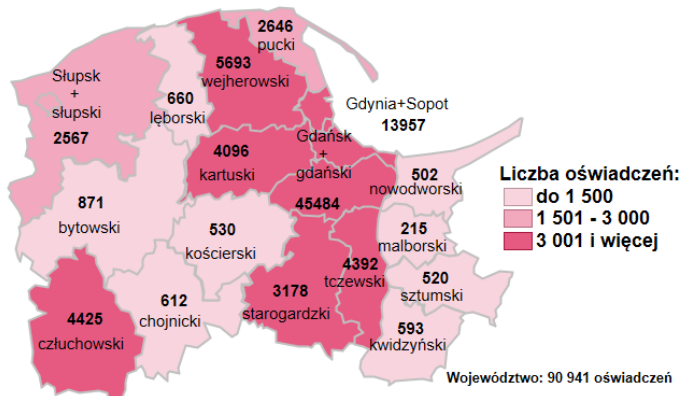 2646
pucki
5693
wejherowski
Słupsk
+
słupski
2567
660
lęborski
Gdynia+Sopot
13957
Gdańsk
+
gdański
45484
4096
kartuski
502
nowodworski
Liczba oświadczeń:
do 1 500
1 501 - 3 000
3 001 i więcej
871
bytowski
530
kościerski
215
malborski
4392
tczewski
520
sztumski
3178
starogardzki
612
chojnicki
4425
człuchowski
593
kwidzyński
Województwo: 90 941 oświadczeń